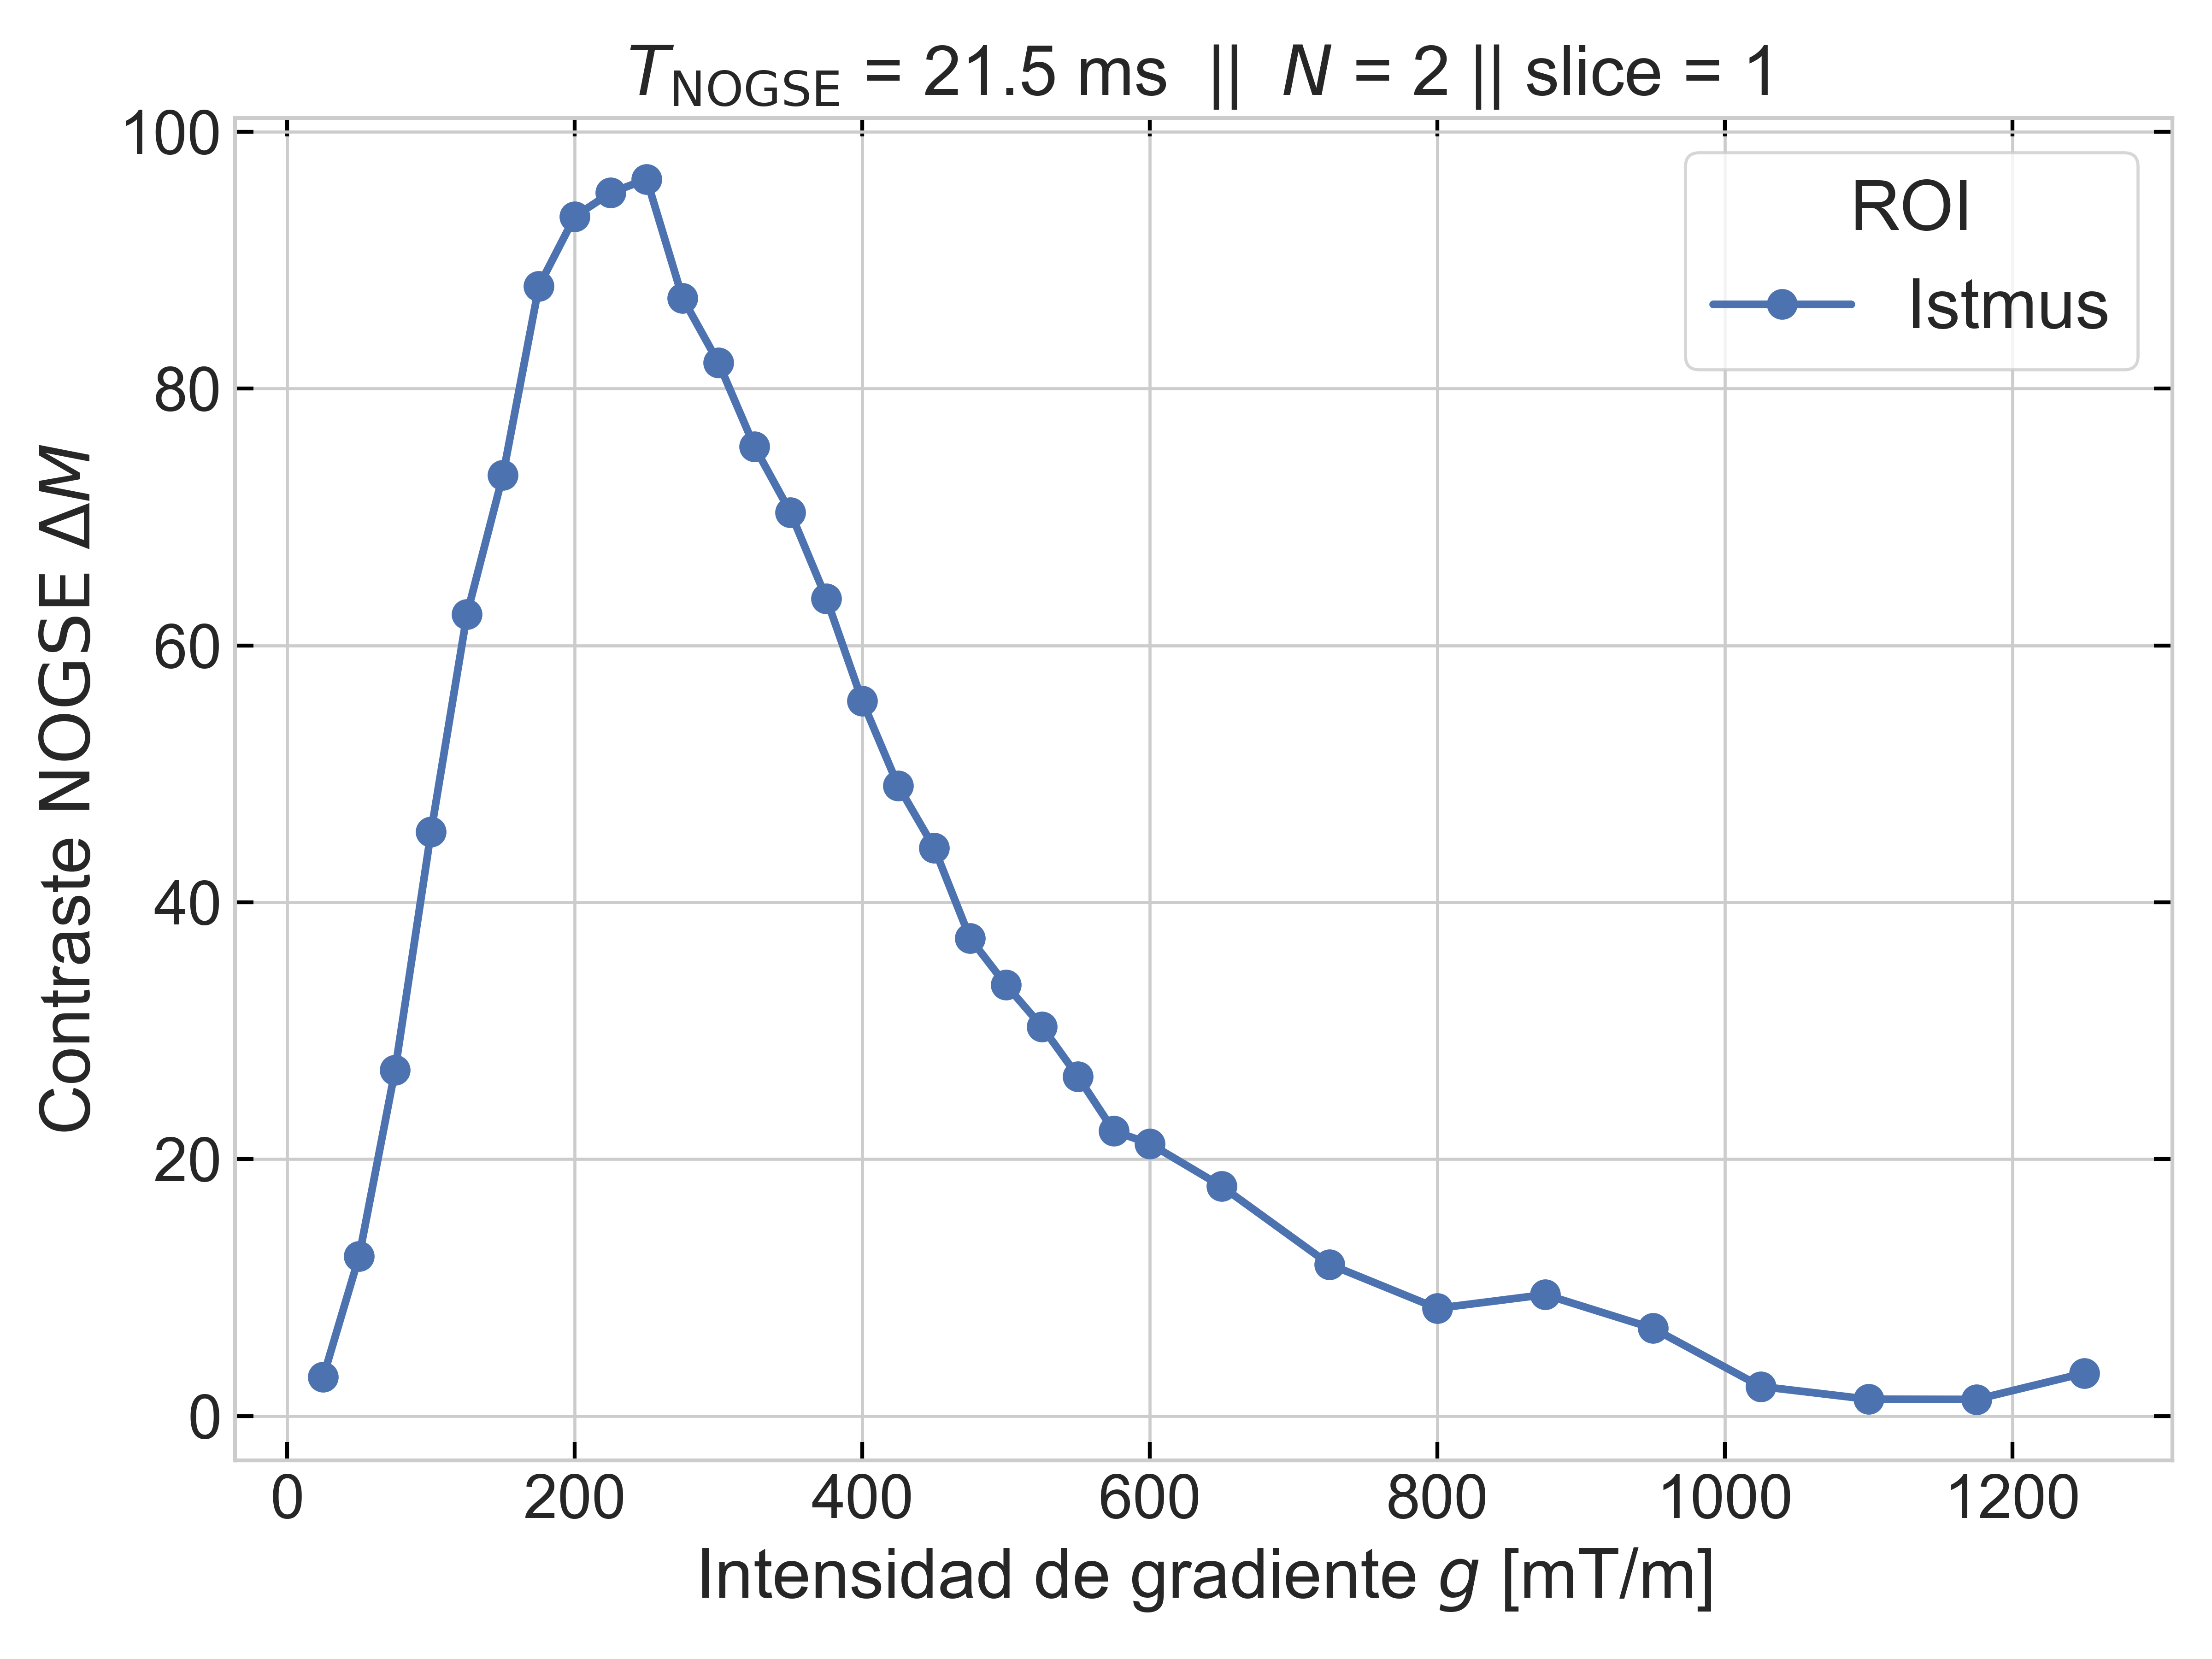 T_NOGSE = 21.5 ms || N = 2 || slice = 1
100
80
60
40
20
0
Contraste NOGSE ΔM
ROI
Istmus
0 200 400 600 800 1000 1200
Intensidad de gradiente g [mT/m]